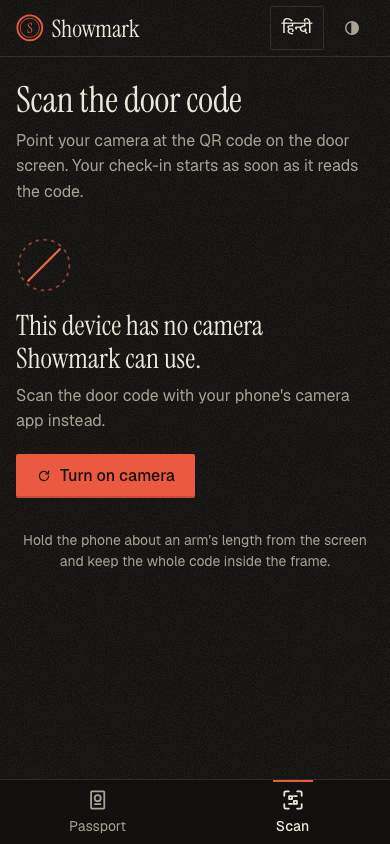 S Showmark
हिन्दी
Scan the door code
Point your camera at the QR code on the door
screen. Your check-in starts as soon as it reads
the code.
This device has no camera
Showmark can use.
Scan the door code with your phone's camera
app instead.
Turn on camera
Hold the phone about an arm's length from the screen
and keep the whole code inside the frame.
Passport
Scan